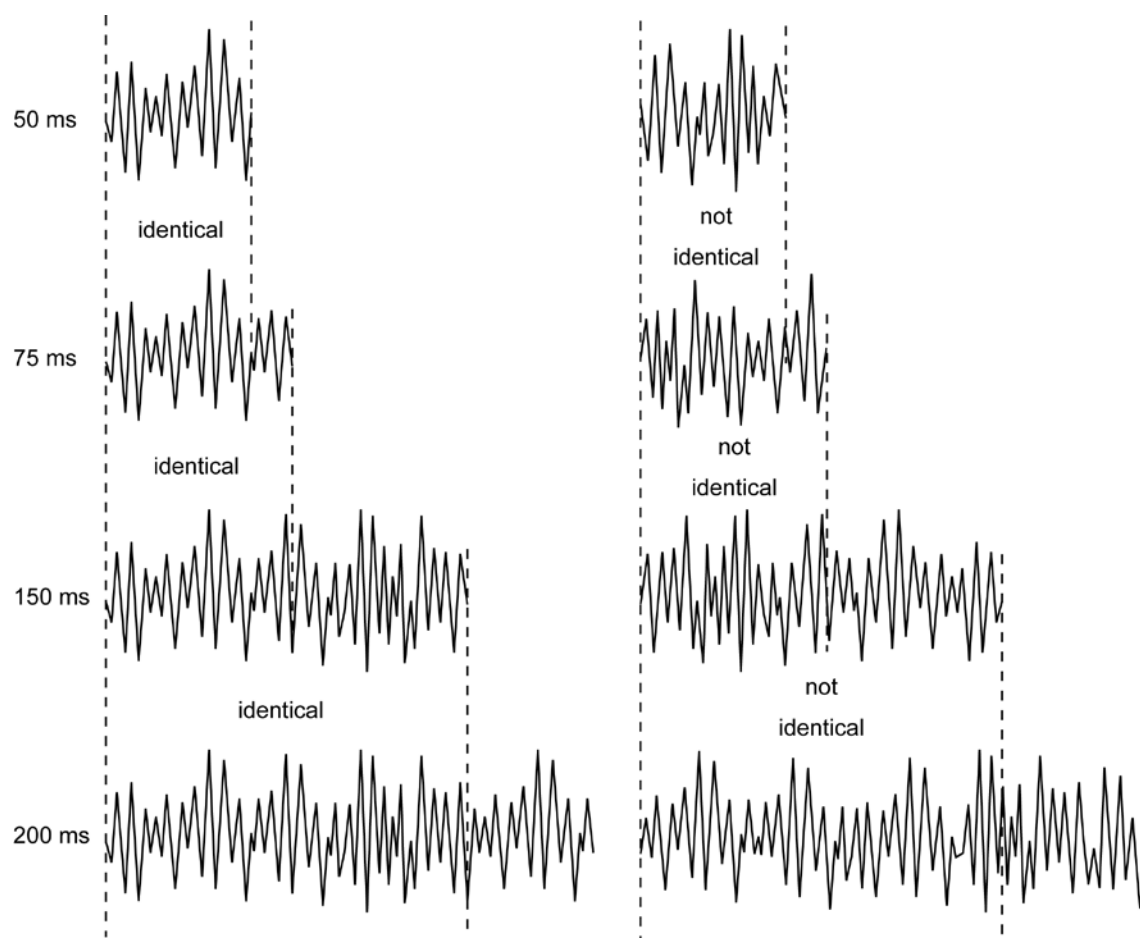 50 ms
identical
not
identical
75 ms
identical
not
identical
150 ms
identical
not
identical
200 ms